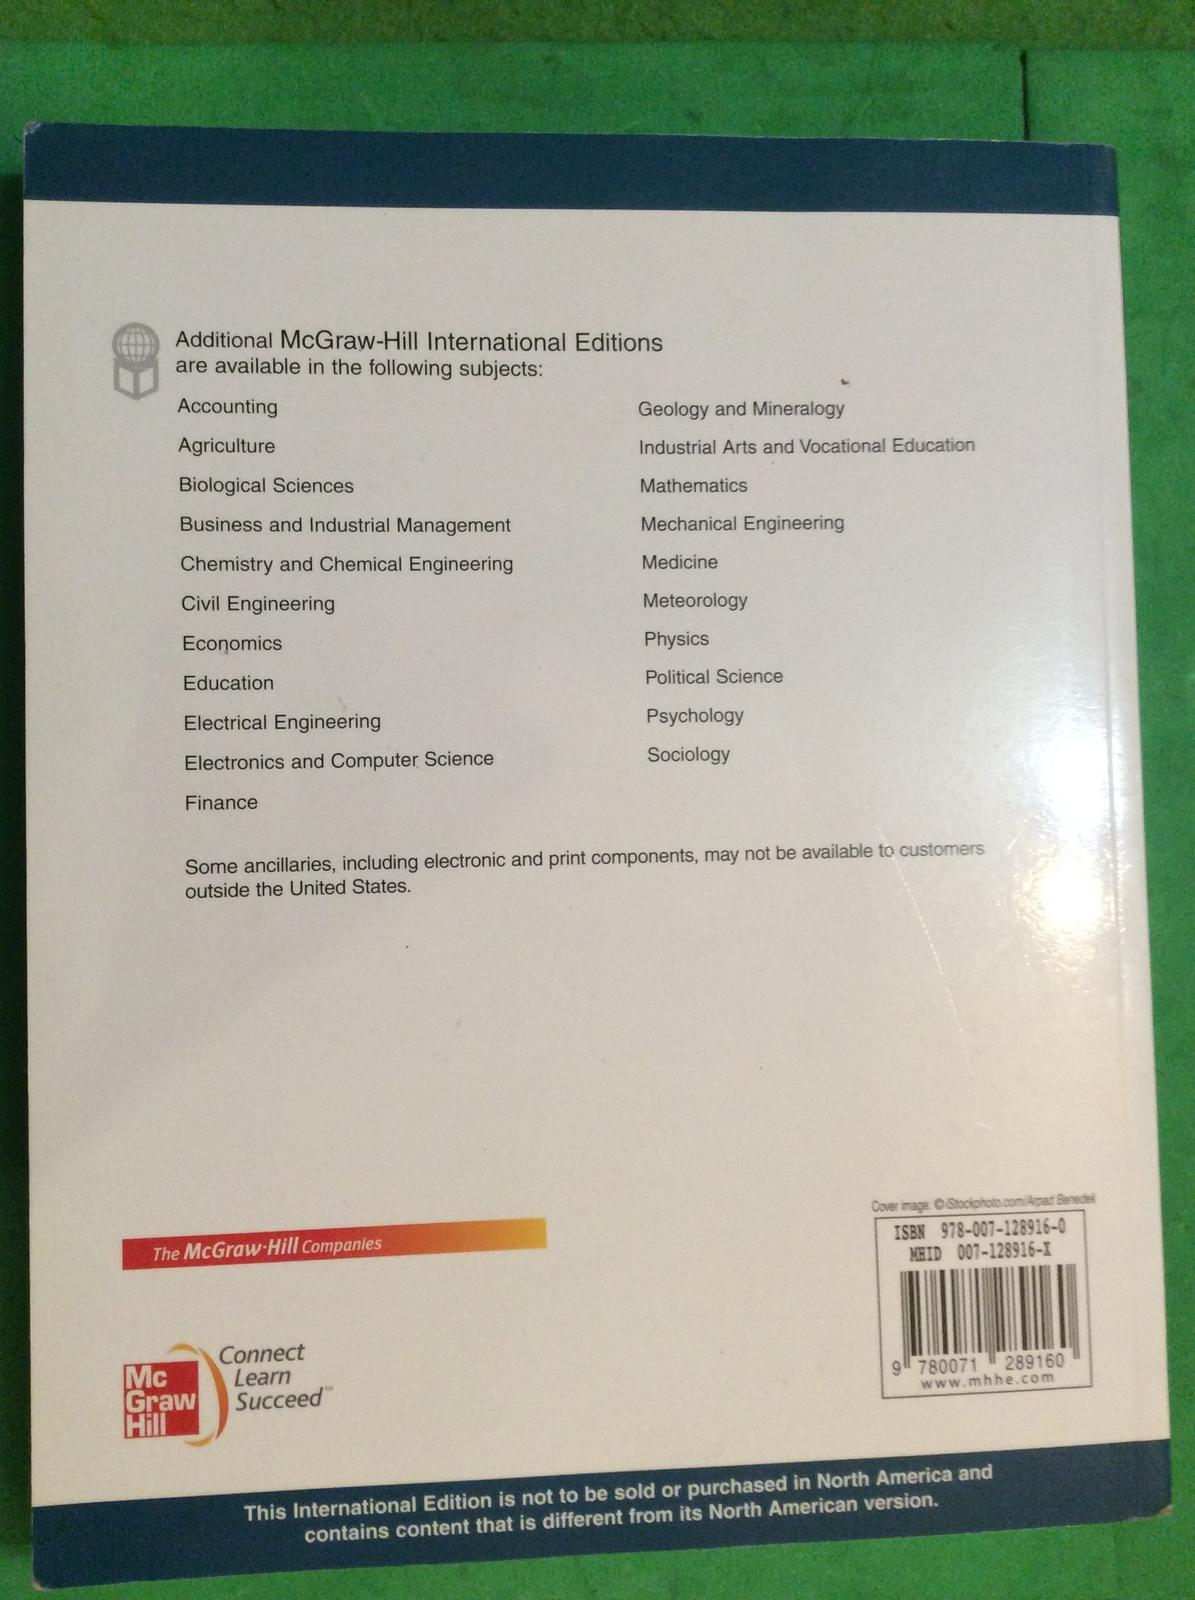 Additional McGraw-Hill International Editions
are available in the following subjects:
Accounting
Agriculture
Biological Sciences
Business and Industrial Management
Chemistry and Chemical Engineering
Civil Engineering
Economics
Education
Electrical Engineering
Electronics and Computer Science
Finance
Geology and Mineralogy
Industrial Arts and Vocational Education
Mathematics
Mechanical Engineering
Medicine
Meteorology
Physics
Political Science
Psychology
Sociology
Some ancillaries, including electronic and print components, may not be available to customers
outside the United States.
The McGraw·Hill Companies
Mc
Graw
Hill
Connect
Learn
Succeed™
Cover image: © iStockphoto.com/Arpad Benedek
ISBN 978-007-128916-0
MHID 007-128916-X
9 780071 289160
www.mhhe.com
This International Edition is not to be sold or purchased in North America and
contains content that is different from its North American version.